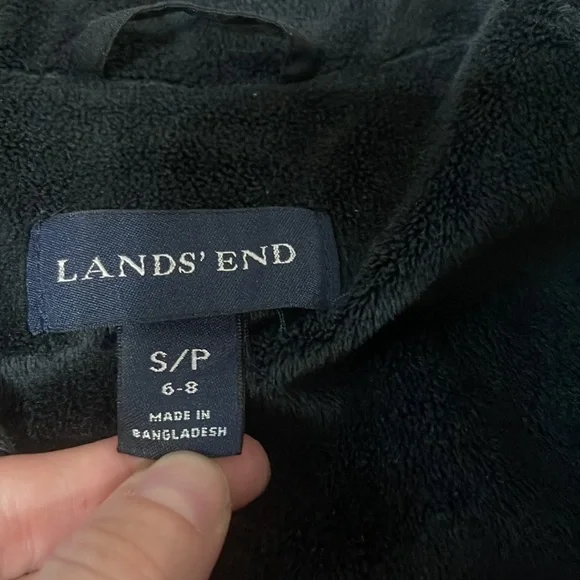 LANDS' END
S/P
6-8
MADE IN
BANGLADESH